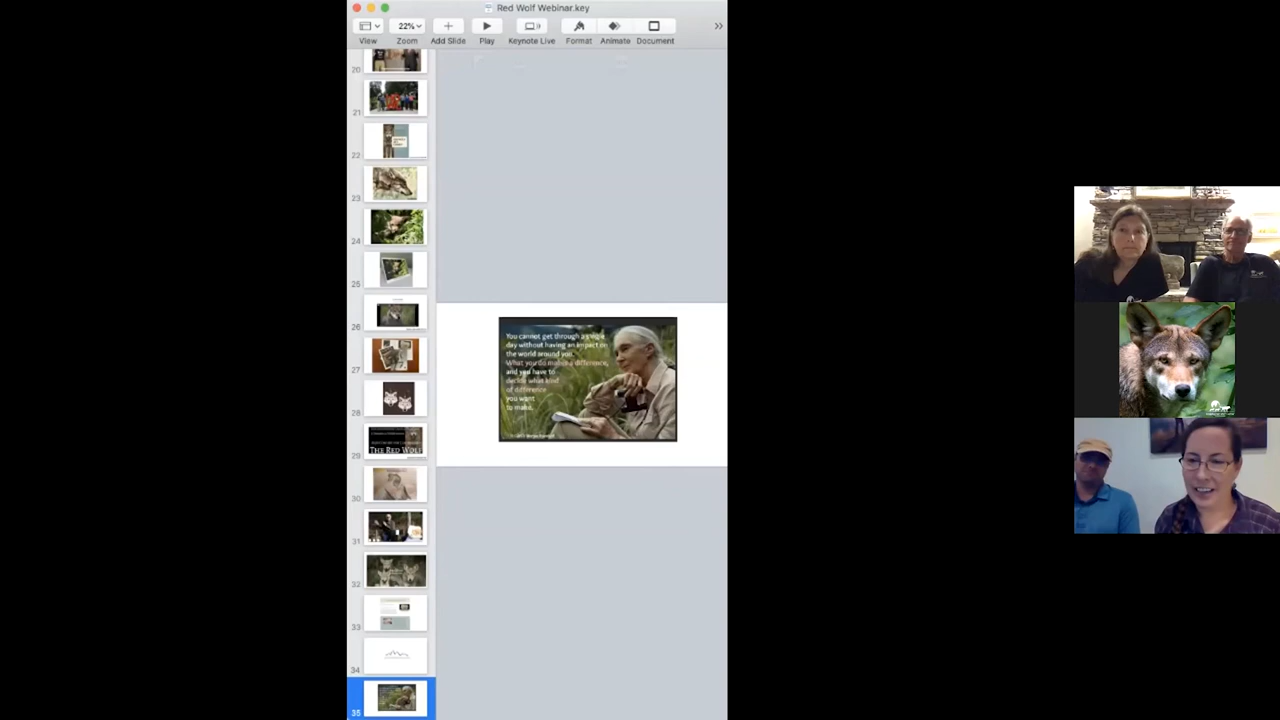 Red Wolf Webinar.key
22%
View
Zoom
Add Slide
Play
Keynote Live
Format
Animate
Document
20
21
22
23
24
25
26
27
28
29
THE RED WOLF
30
31
32
33
34
35
You cannot get through a single
day without having an impact on
the world around you.
What you do makes a difference,
and you have to
decide what kind
of difference
you want
to make.